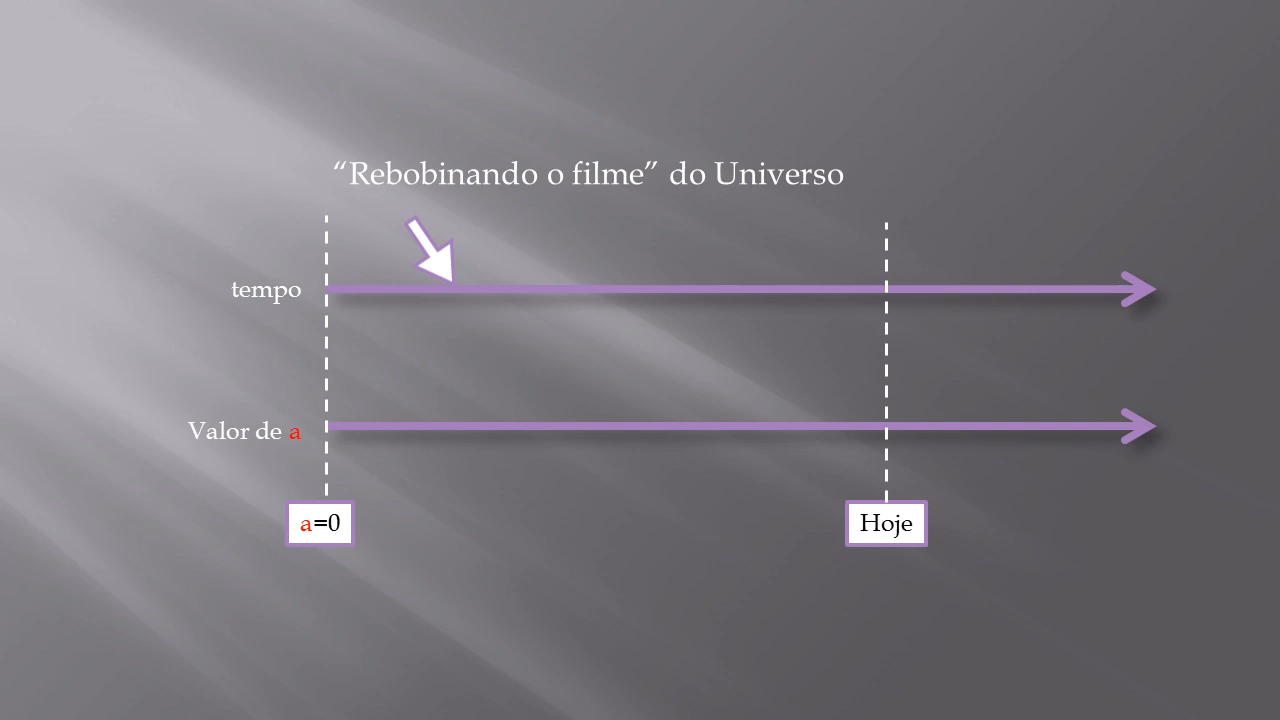 “Rebobinando o filme” do Universo
tempo
Valor de a
a=0
Hoje